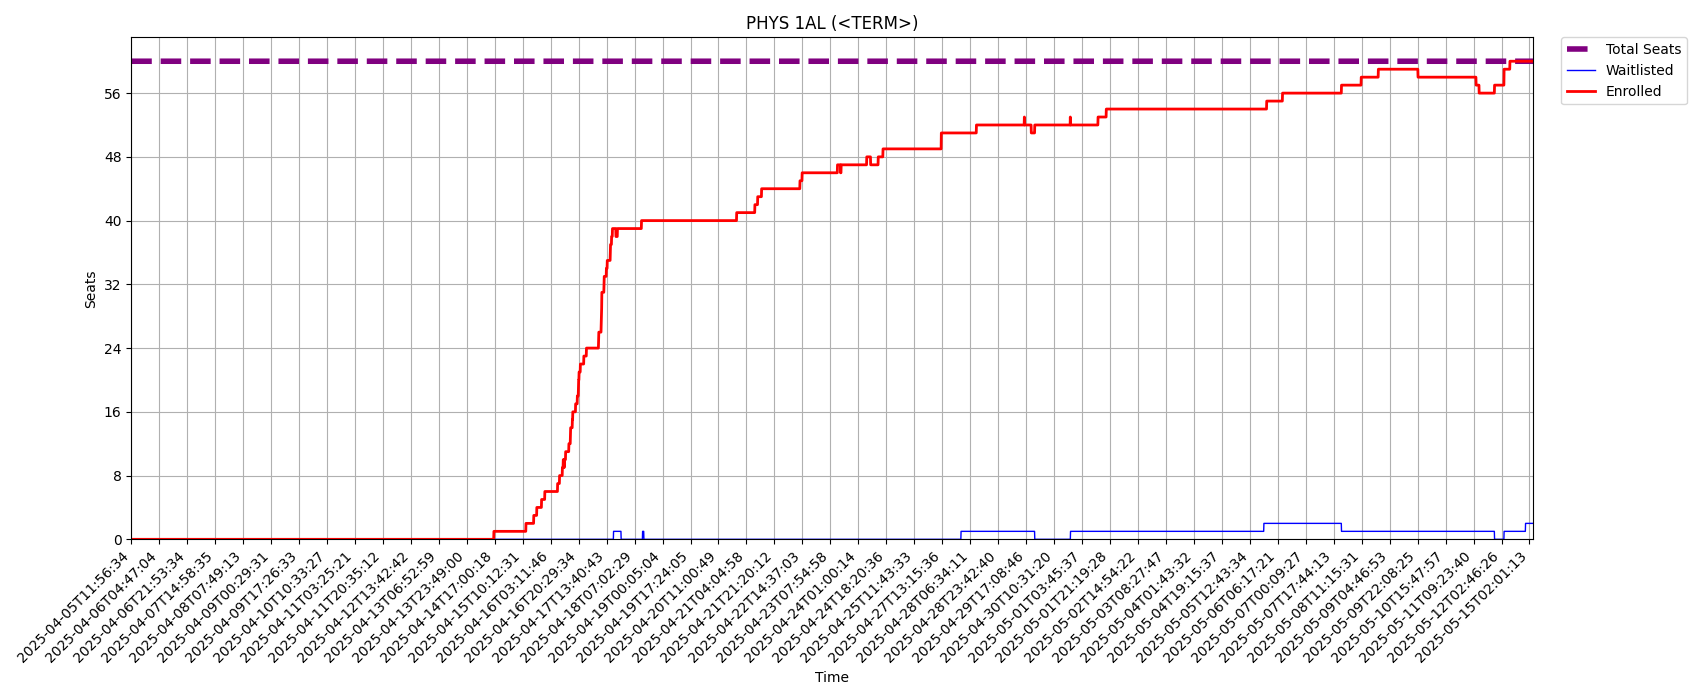 PHYS 1AL (<TERM>)
Total Seats
Waitlisted
Enrolled
Seats
56
48
40
32
24
16
8
0
2025-04-05T11:56:34
2025-04-06T04:47:04
2025-04-06T21:53:34
2025-04-07T14:58:35
2025-04-08T07:49:13
2025-04-09T00:29:31
2025-04-09T17:26:33
2025-04-10T10:33:27
2025-04-11T03:25:21
2025-04-11T20:35:12
2025-04-12T13:42:42
2025-04-13T06:52:59
2025-04-13T23:49:00
2025-04-14T17:00:18
2025-04-15T10:12:31
2025-04-16T03:11:46
2025-04-16T20:29:34
2025-04-17T13:40:43
2025-04-18T07:02:29
2025-04-19T00:05:04
2025-04-19T17:24:05
2025-04-20T11:00:49
2025-04-21T04:04:58
2025-04-21T21:20:12
2025-04-22T14:37:03
2025-04-23T07:54:58
2025-04-24T01:00:14
2025-04-24T18:20:36
2025-04-25T11:43:33
2025-04-27T13:15:36
2025-04-28T06:34:11
2025-04-28T23:42:40
2025-04-29T17:08:46
2025-04-30T10:31:20
2025-05-01T03:45:37
2025-05-01T21:19:28
2025-05-02T14:54:22
2025-05-03T08:27:47
2025-05-04T01:43:32
2025-05-04T19:15:37
2025-05-05T12:43:34
2025-05-06T06:17:21
2025-05-07T00:09:27
2025-05-07T17:44:13
2025-05-08T11:15:31
2025-05-09T04:46:53
2025-05-09T22:08:25
2025-05-10T15:47:57
2025-05-11T09:23:40
2025-05-12T02:46:26
2025-05-15T02:01:13
Time